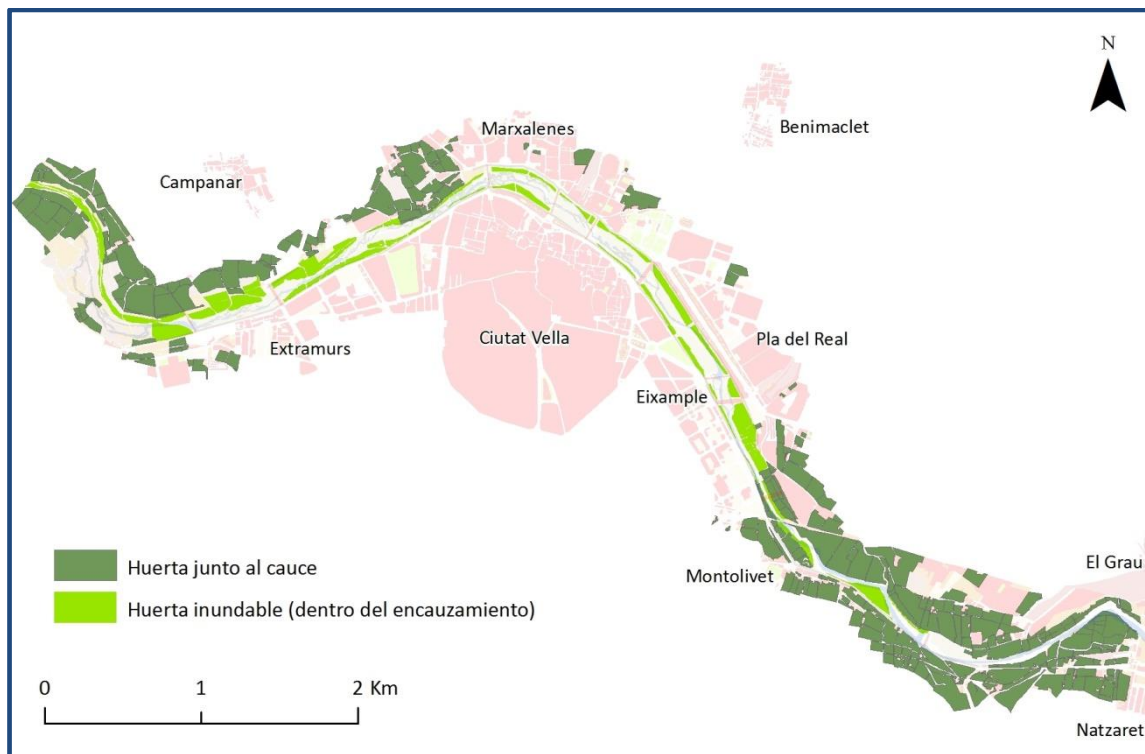 N
Marxalenes
Benimaclet
Campanar
Ciutat Vella
Pla del Real
Extramurs
Eixample
El Grau
Montolivet
Huerta junto al cauce
Huerta inundable (dentro del encauzamiento)
0 1 2 Km
Natzaret